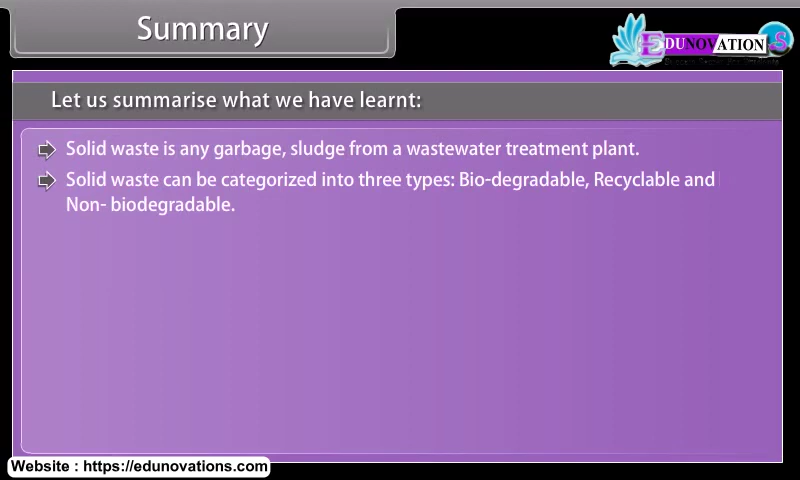 Summary
EDUNOVATION.S
Let us summarise what we have learnt:
Solid waste is any garbage, sludge from a wastewater treatment plant.
Solid waste can be categorized into three types: Bio-degradable, Recyclable and
Non- biodegradable.
Website : https://edunovations.com